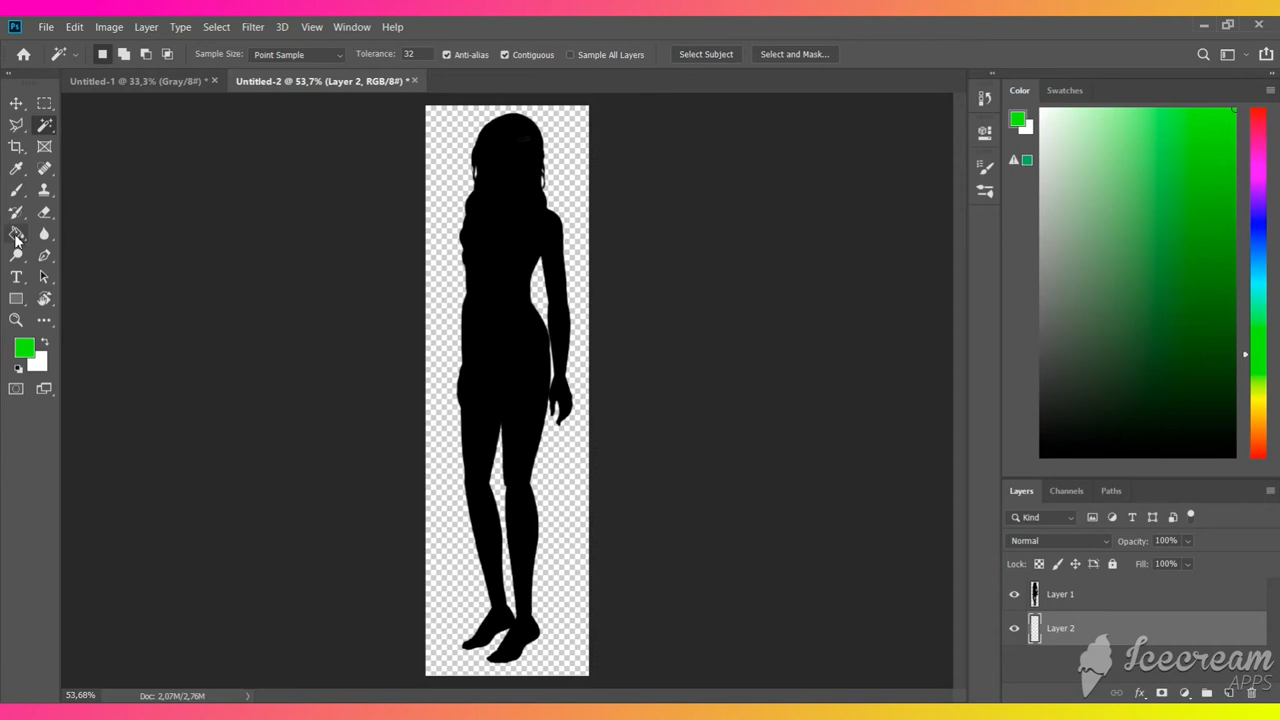 Ps File Edit Image Layer Type Select Filter 3D View Window Help
Sample Size: Point Sample Tolerance: 32 Anti-alias Contiguous Sample All Layers Select Subject Select and Mask...
Untitled-1 @ 33,3% (Gray/8#) * Untitled-2 @ 53,7% (Layer 2, RGB/8#) *
Color Swatches
T
Layers Channels Paths
Kind
Normal Opacity: 100%
Lock: Fill: 100%
Layer 1
Layer 2
Icecream
APPS
53,68% Doc: 2,07M/2,76M
fx